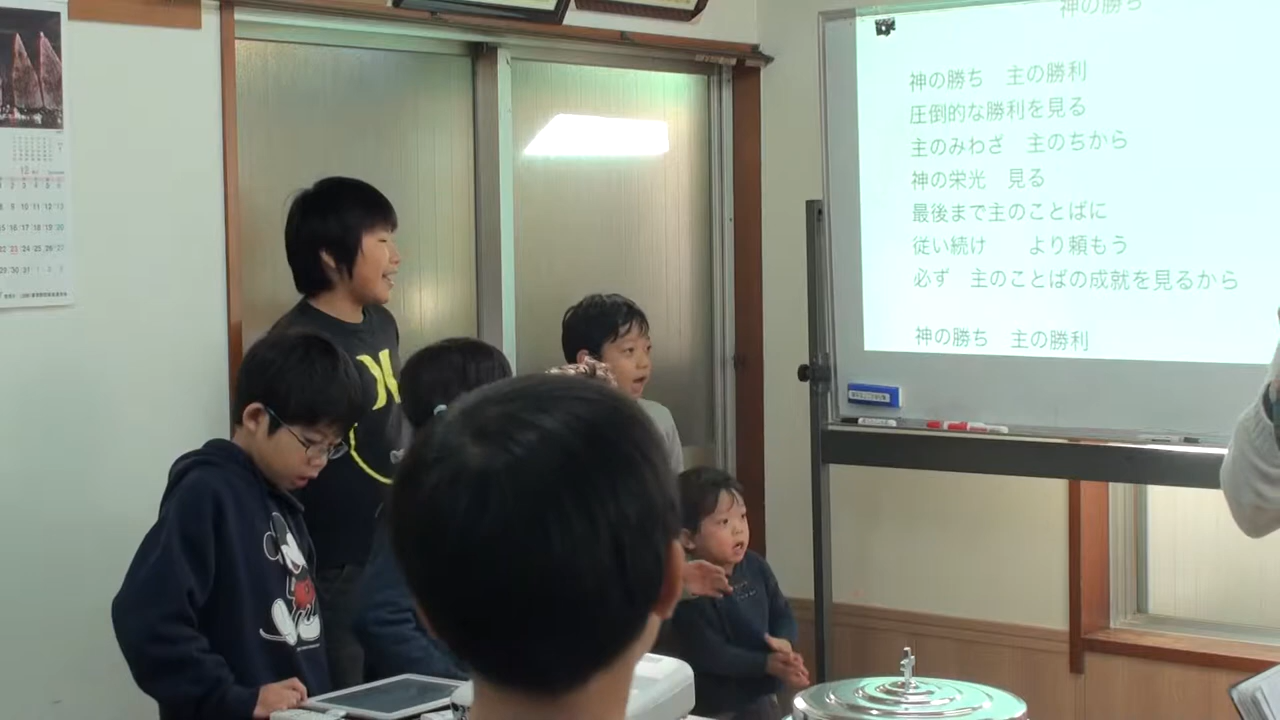 神の勝ち
神の勝ち　主の勝利
圧倒的な勝利を見る
主のみわざ　主のちから
神の栄光　見る
最後まで主のことばに
従い続け　　より頼もう
必ず　主のことばの成就を見るから
神の勝ち　主の勝利
12